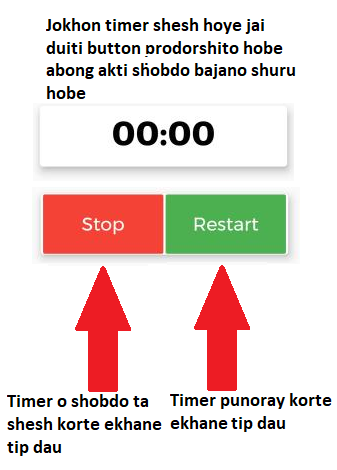 Jokhon timer shesh hoye jai
duiti button prodorshito hobe
abong akti shobdo bajano shuru
hobe
00:00
Stop Restart
Timer o shobdo ta
shesh korte ekhane
tip dau
Timer punoray korte
ekhane tip dau